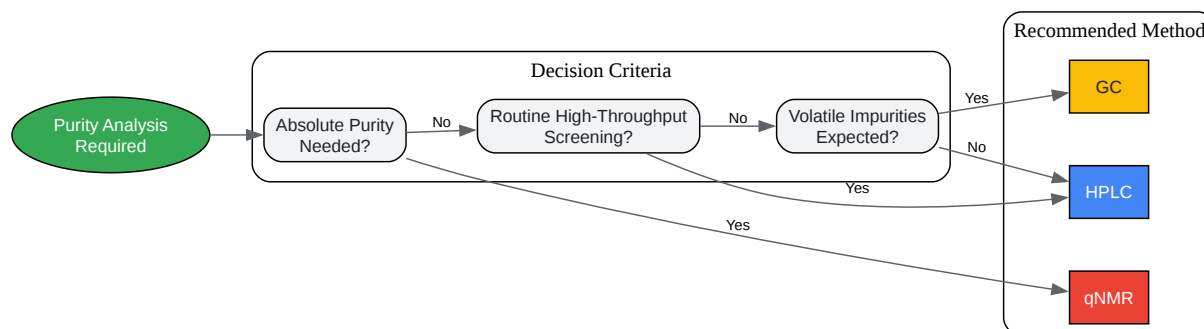 Recommended Method
Decision Criteria
Purity Analysis
Required
Absolute Purity
Needed?
No
Routine High-Throughput
Screening?
No
Volatile Impurities
Expected?
Yes
No
Yes
Yes
GC
HPLC
qNMR